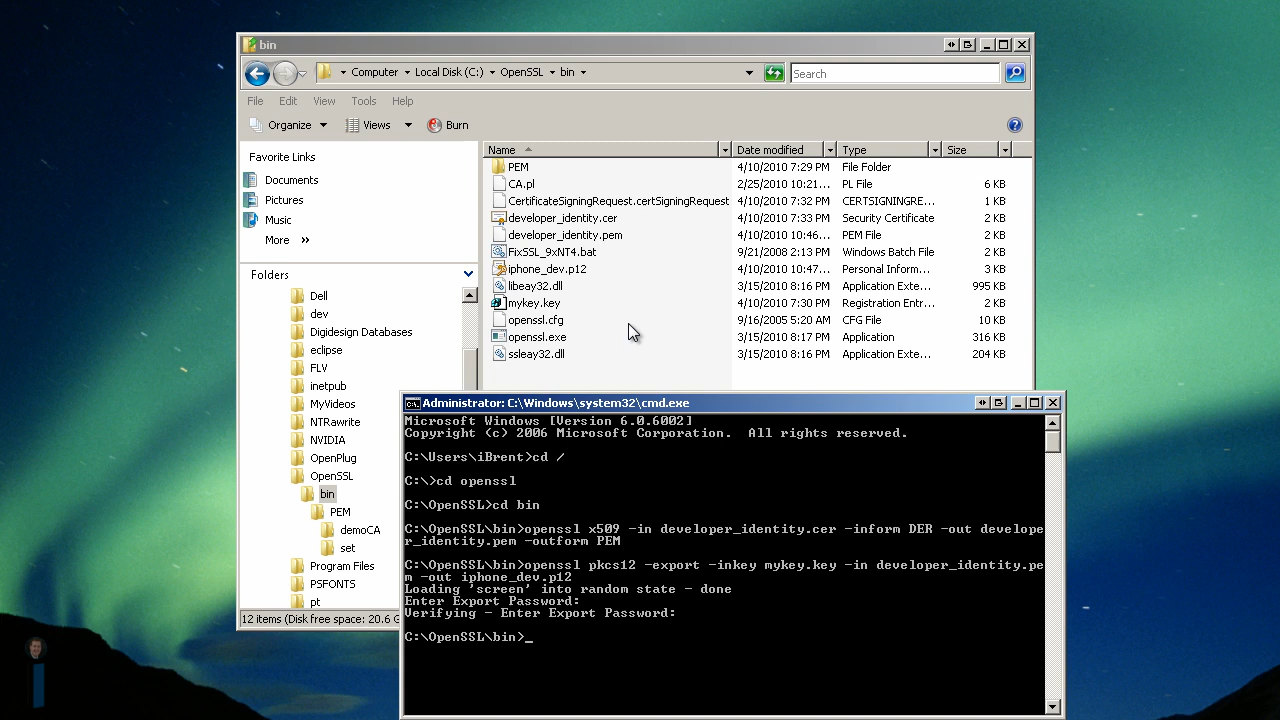 bin
Computer Local Disk (C:) OpenSSL bin
Search
File Edit View Tools Help
Organize Views Burn
Favorite Links
Documents
Pictures
Music
More »
Folders
Dell
dev
Digidesign Databases
eclipse
FLV
inetpub
MyVideos
NTRawrite
NVIDIA
OpenPlug
OpenSSL
bin
PEM
demoCA
set
Program Files
PSFONTS
pt
12 items (Disk free space: 20.6 G
Name Date modified Type Size
PEM 4/10/2010 7:29 PM File Folder
CA.pl 2/25/2010 10:21... PL File 6 KB
CertificateSigningRequest.certSigningRequest 4/10/2010 7:32 PM CERTSIGNINGRE... 1 KB
developer_identity.cer 4/10/2010 7:33 PM Security Certificate 2 KB
developer_identity.pem 4/10/2010 10:46... PEM File 2 KB
FixSSL_9xNT4.bat 9/21/2008 2:13 PM Windows Batch File 2 KB
iphone_dev.p12 4/10/2010 10:47... Personal Inform... 3 KB
libeay32.dll 3/15/2010 8:16 PM Application Exte... 995 KB
mykey.key 4/10/2010 7:30 PM Registration Entr... 2 KB
openssl.cfg 9/16/2005 5:20 AM CFG File 10 KB
openssl.exe 3/15/2010 8:17 PM Application 316 KB
ssleay32.dll 3/15/2010 8:16 PM Application Exte... 204 KB
Administrator: C:\Windows\system32\cmd.exe
Microsoft Windows [Version 6.0.6002]
Copyright (c) 2006 Microsoft Corporation.  All rights reserved.
C:\Users\iBrent>cd /
C:\>cd openssl
C:\OpenSSL>cd bin
C:\OpenSSL\bin>openssl x509 -in developer_identity.cer -inform DER -out develope
r_identity.pem -outform PEM
C:\OpenSSL\bin>openssl pkcs12 -export -inkey mykey.key -in developer_identity.pe
m -out iphone_dev.p12
Loading 'screen' into random state - done
Enter Export Password:
Verifying - Enter Export Password:
C:\OpenSSL\bin>_